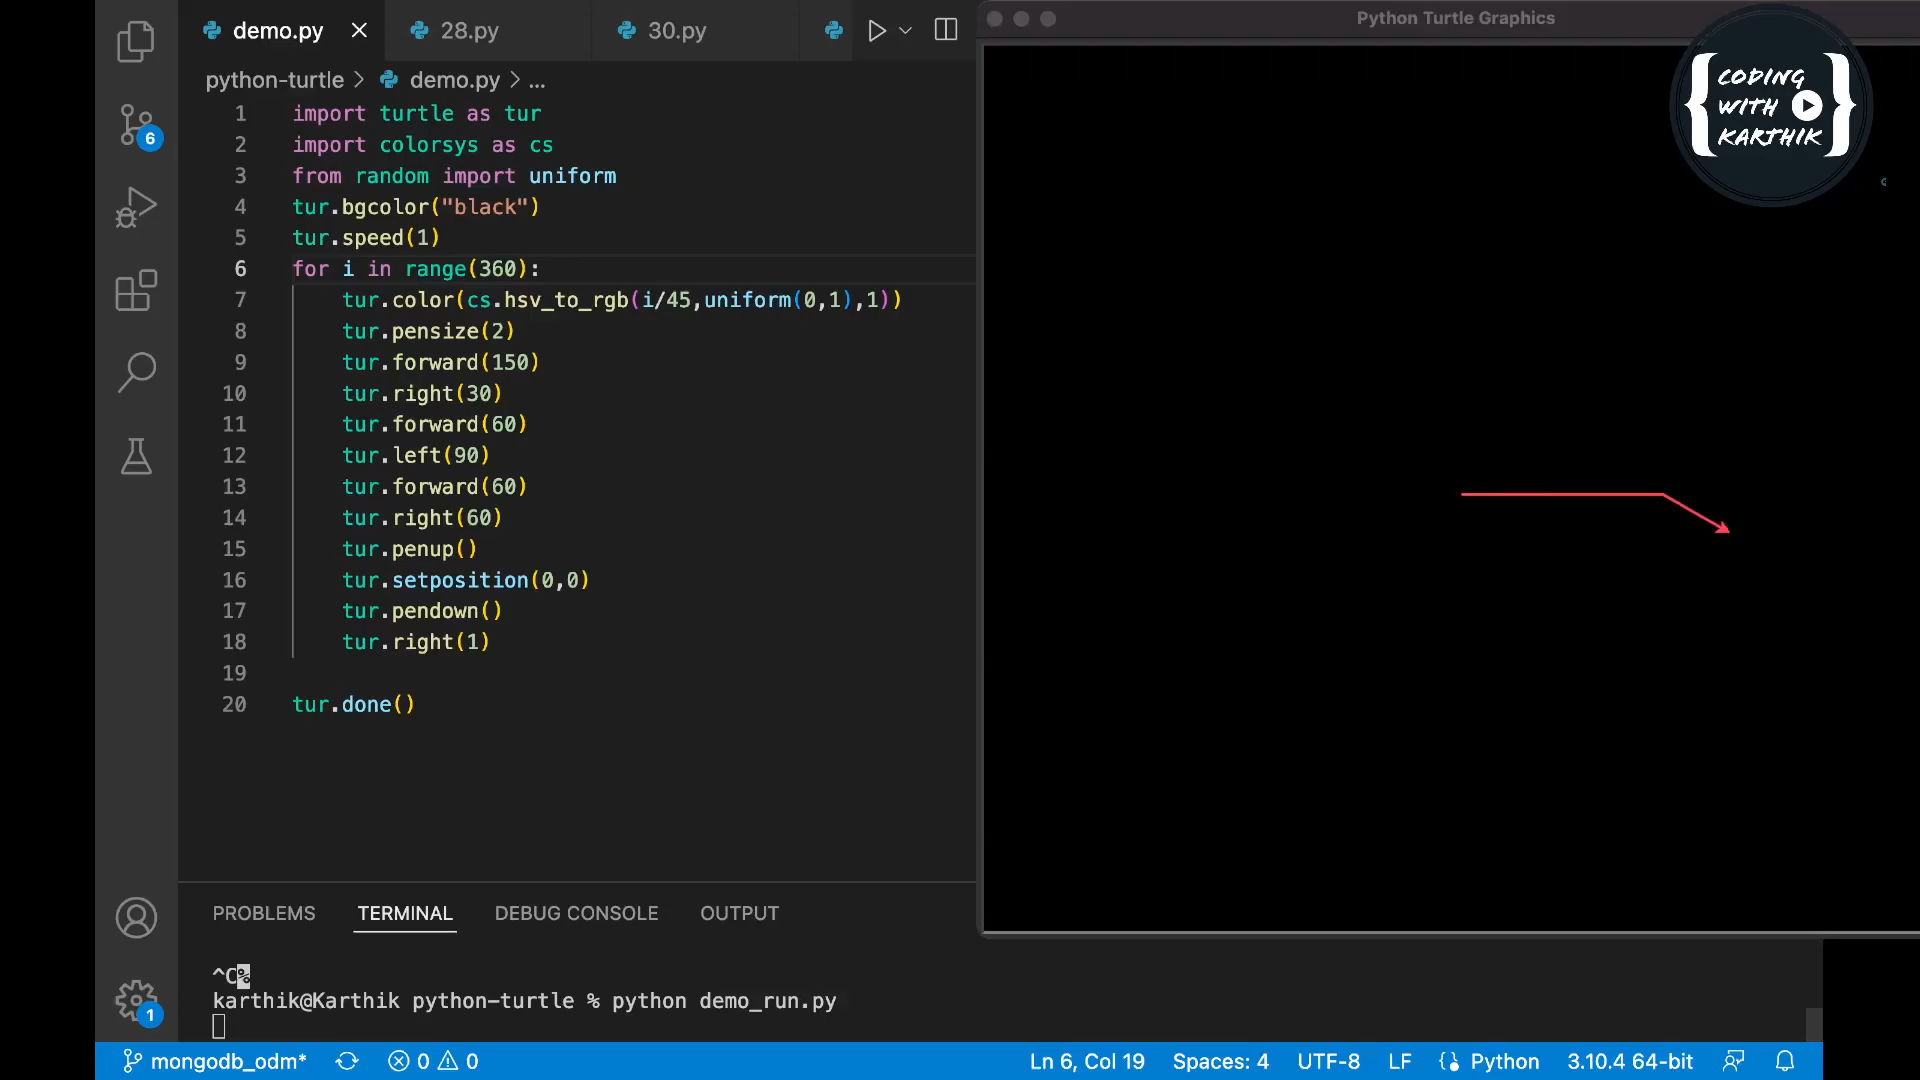 demo.py
28.py
30.py
Python Turtle Graphics
CODING
WITH
KARTHIK
python-turtle > demo.py > ...
1 import turtle as tur
2 import colorsys as cs
3 from random import uniform
4 tur.bgcolor("black")
5 tur.speed(1)
6 for i in range(360):
7 tur.color(cs.hsv_to_rgb(i/45,uniform(0,1),1))
8 tur.pensize(2)
9 tur.forward(150)
10 tur.right(30)
11 tur.forward(60)
12 tur.left(90)
13 tur.forward(60)
14 tur.right(60)
15 tur.penup()
16 tur.setposition(0,0)
17 tur.pendown()
18 tur.right(1)
19
20 tur.done()
6
PROBLEMS TERMINAL DEBUG CONSOLE OUTPUT
^C%
karthik@Karthik python-turtle % python demo_run.py
1
mongodb_odm* 0 0 Ln 6, Col 19 Spaces: 4 UTF-8 LF Python 3.10.4 64-bit